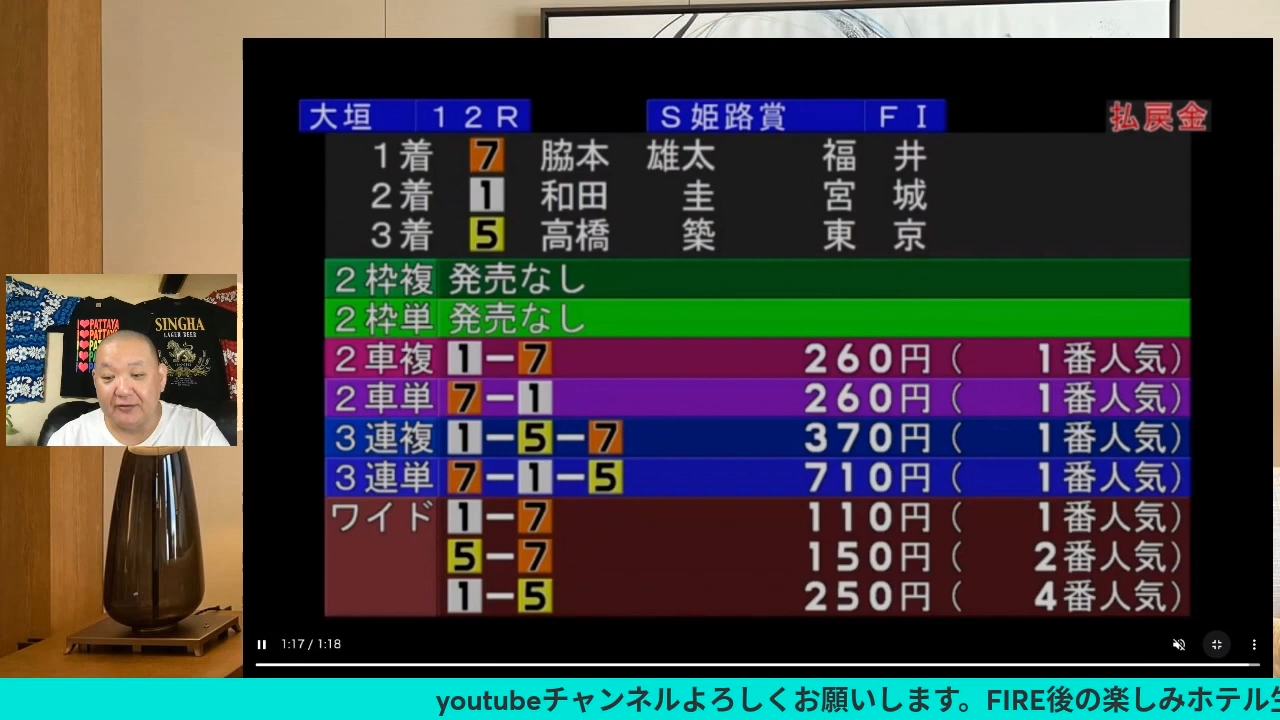 大垣 12R S姫路賞 FI 払戻金
1着 7 脇本 雄太 福井
2着 1 和田 圭 宮城
3着 5 高橋 築 東京
2枠複 発売なし
2枠単 発売なし
2車複 1-7 260円( 1番人気)
2車単 7-1 260円( 1番人気)
3連複 1-5-7 370円( 1番人気)
3連単 7-1-5 710円( 1番人気)
ワイド 1-7 110円( 1番人気)
5-7 150円( 2番人気)
1-5 250円( 4番人気)
PATTAYA
PATTAYA
SINGHA
LAGER BEER
1:17 / 1:18
youtubeチャンネルよろしくお願いします。FIRE後の楽しみホテル生